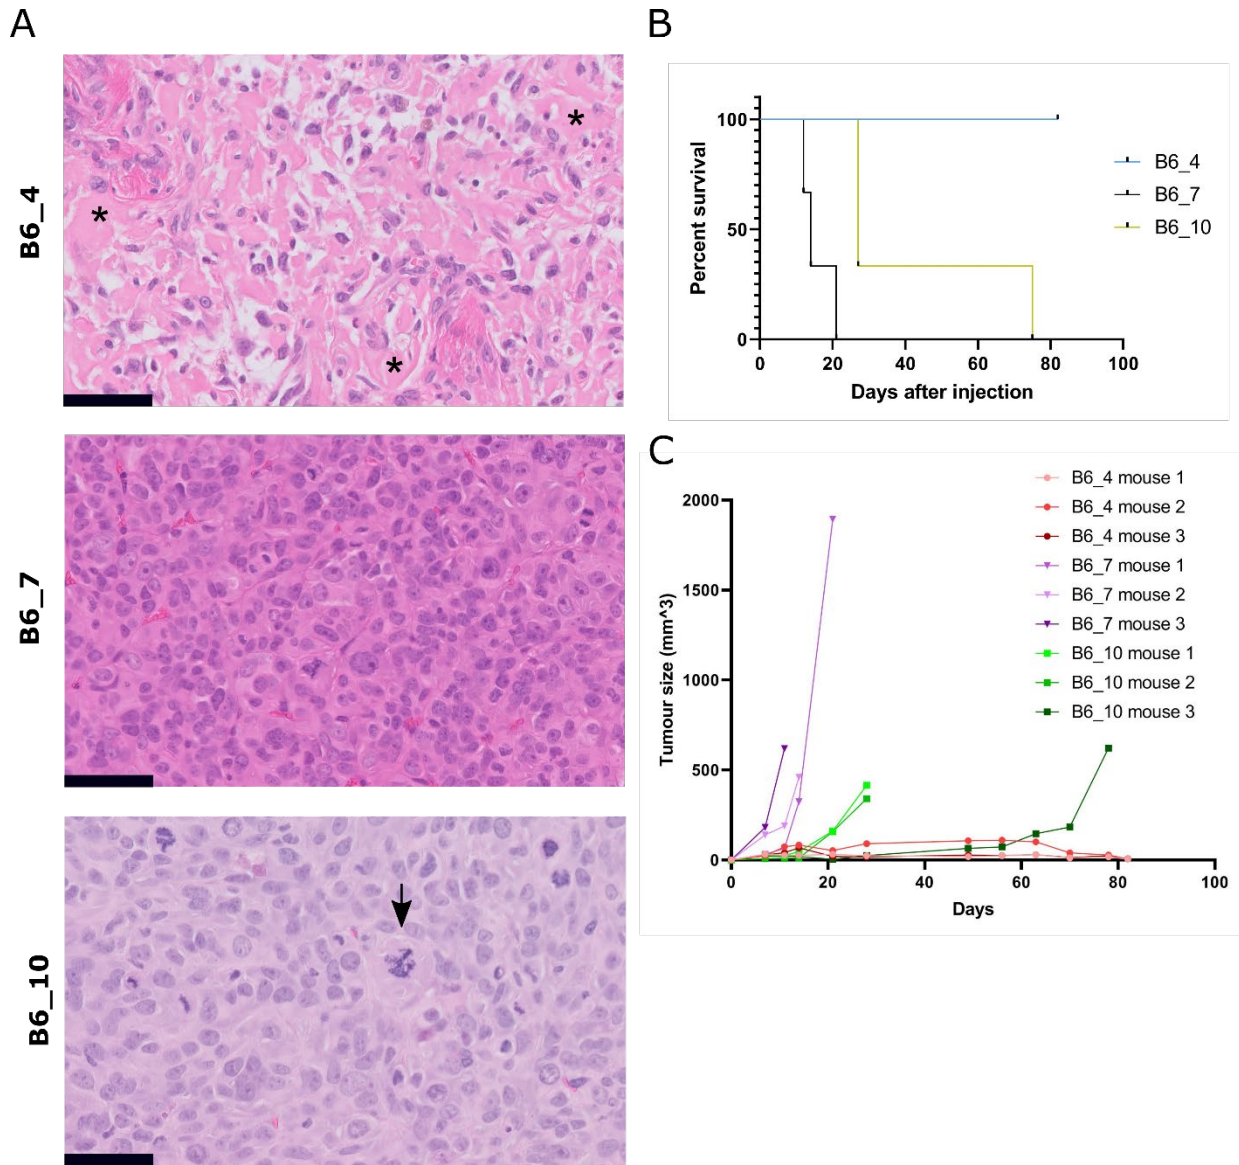 A
B6_4
*
*
*
B6_7
B6_10
B
Percent survival
100
50
0
0 20 40 60 80 100
Days after injection
B6_4
B6_7
B6_10
C
Tumour size (mm^3)
2000
1500
1000
500
0
0 20 40 60 80 100
Days
B6_4 mouse 1
B6_4 mouse 2
B6_4 mouse 3
B6_7 mouse 1
B6_7 mouse 2
B6_7 mouse 3
B6_10 mouse 1
B6_10 mouse 2
B6_10 mouse 3